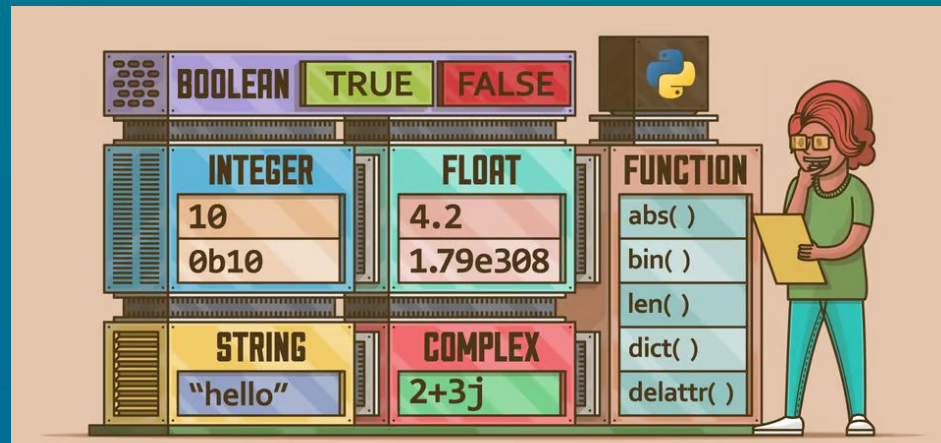 BOOLEAN TRUE FALSE
INTEGER
10
0b10
FLOAT
4.2
1.79e308
STRING
"hello"
COMPLEX
2+3j
FUNCTION
abs( )
bin( )
len( )
dict( )
delattr( )